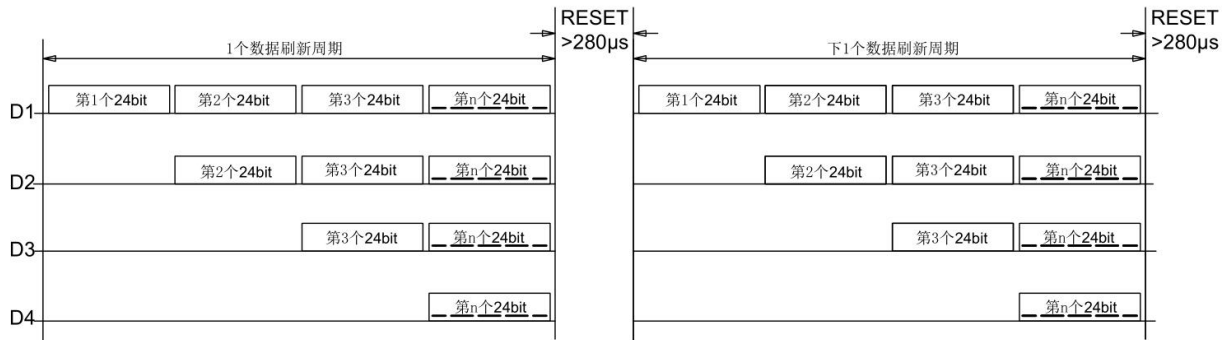 RESET
>280μs
RESET
>280μs
1个数据刷新周期
下1个数据刷新周期
D1
第1个24bit
第2个24bit
第3个24bit
第n个24bit
第1个24bit
第2个24bit
第3个24bit
第n个24bit
D2
第2个24bit
第3个24bit
第n个24bit
第2个24bit
第3个24bit
第n个24bit
D3
第3个24bit
第n个24bit
第3个24bit
第n个24bit
D4
第n个24bit
第n个24bit